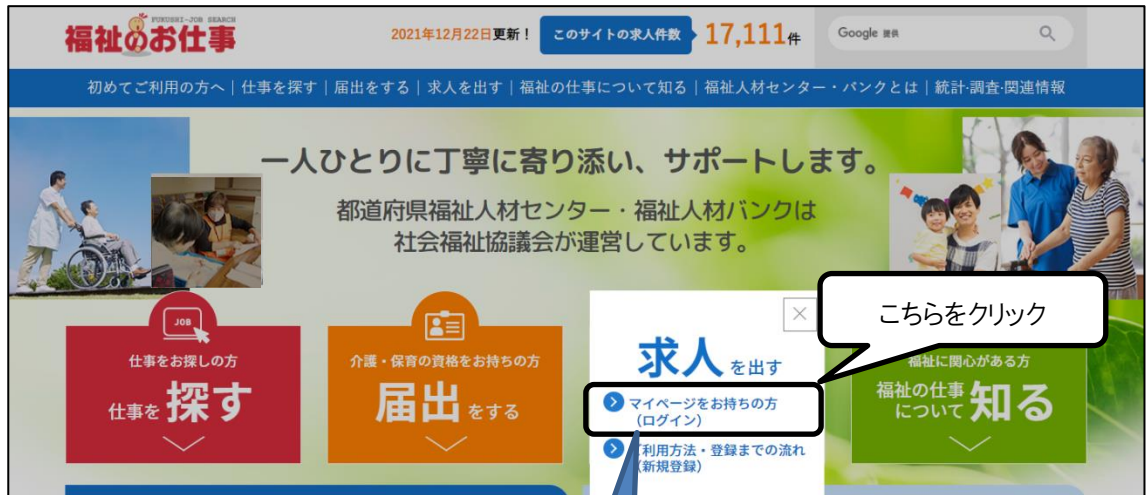 FUKUSHI-JOB SEARCH
福祉のお仕事
2021年12月22日更新！
このサイトの求人件数
17,111件
Google 提供
初めてご利用の方へ｜仕事を探す｜届出をする｜求人を出す｜福祉の仕事について知る｜福祉人材センター・バンクとは｜統計・調査・関連情報
一人ひとりに丁寧に寄り添い、サポートします。
都道府県福祉人材センター・福祉人材バンクは
社会福祉協議会が運営しています。
JOB
仕事をお探しの方
仕事を 探す
介護・保育の資格をお持ちの方
届出 をする
求人を出す
マイページをお持ちの方
（ログイン）
ご利用方法・登録までの流れ
（新規登録）
こちらをクリック
福祉に関心がある方
福祉の仕事
について 知る